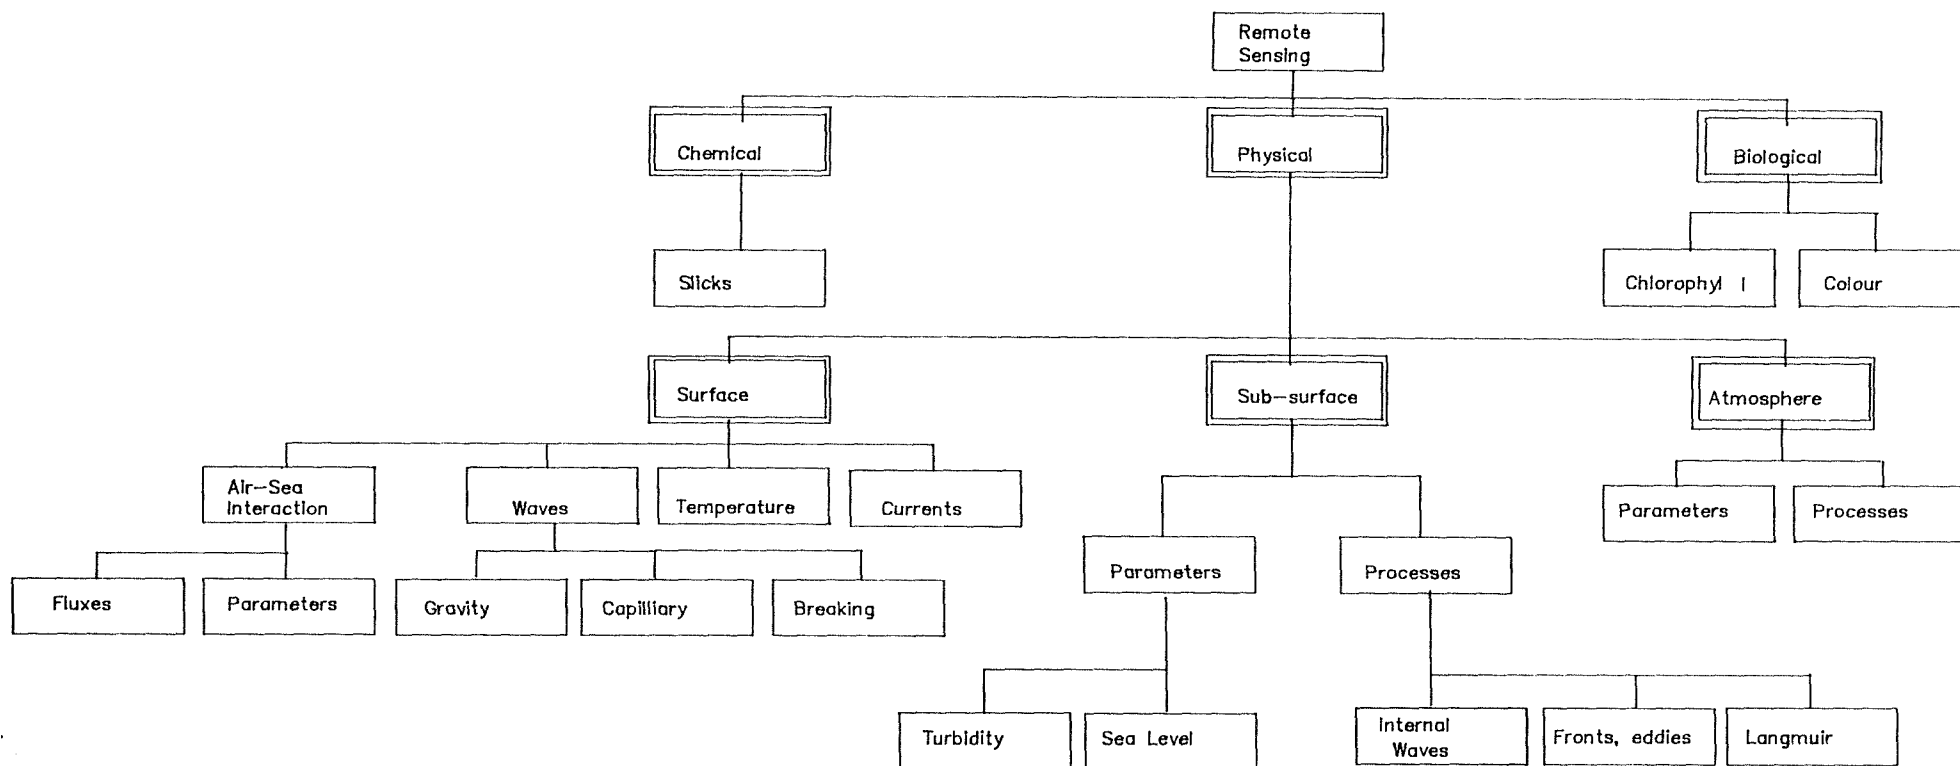 Remote
Sensing
Chemical
Physical
Biological
Slicks
Chlorophyl l
Colour
Surface
Sub-surface
Atmosphere
Air-Sea
Interaction
Waves
Temperature
Currents
Parameters
Processes
Parameters
Processes
Fluxes
Parameters
Gravity
Capilliary
Breaking
Turbidity
Sea Level
Internal
Waves
Fronts, eddies
Langmuir